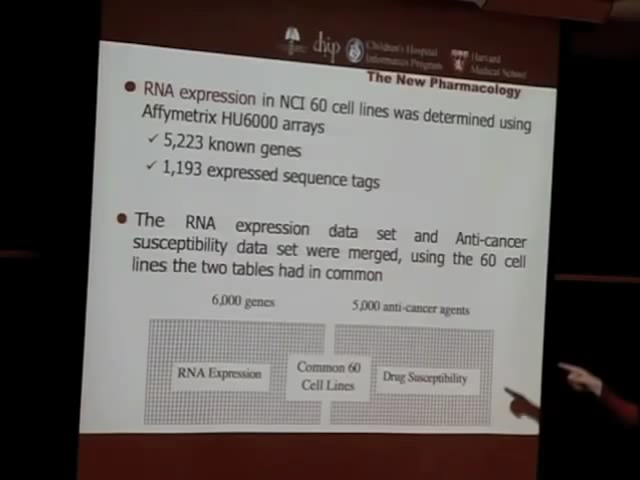 chip
Children's Hospital
Informatics Program
Harvard
Medical School
The New Pharmacology
RNA expression in NCI 60 cell lines was determined using
Affymetrix HU6000 arrays
✓ 5,223 known genes
✓ 1,193 expressed sequence tags
The RNA expression data set and Anti-cancer
susceptibility data set were merged, using the 60 cell
lines the two tables had in common
6,000 genes
5,000 anti-cancer agents
RNA Expression
Common 60
Cell Lines
Drug Susceptibility